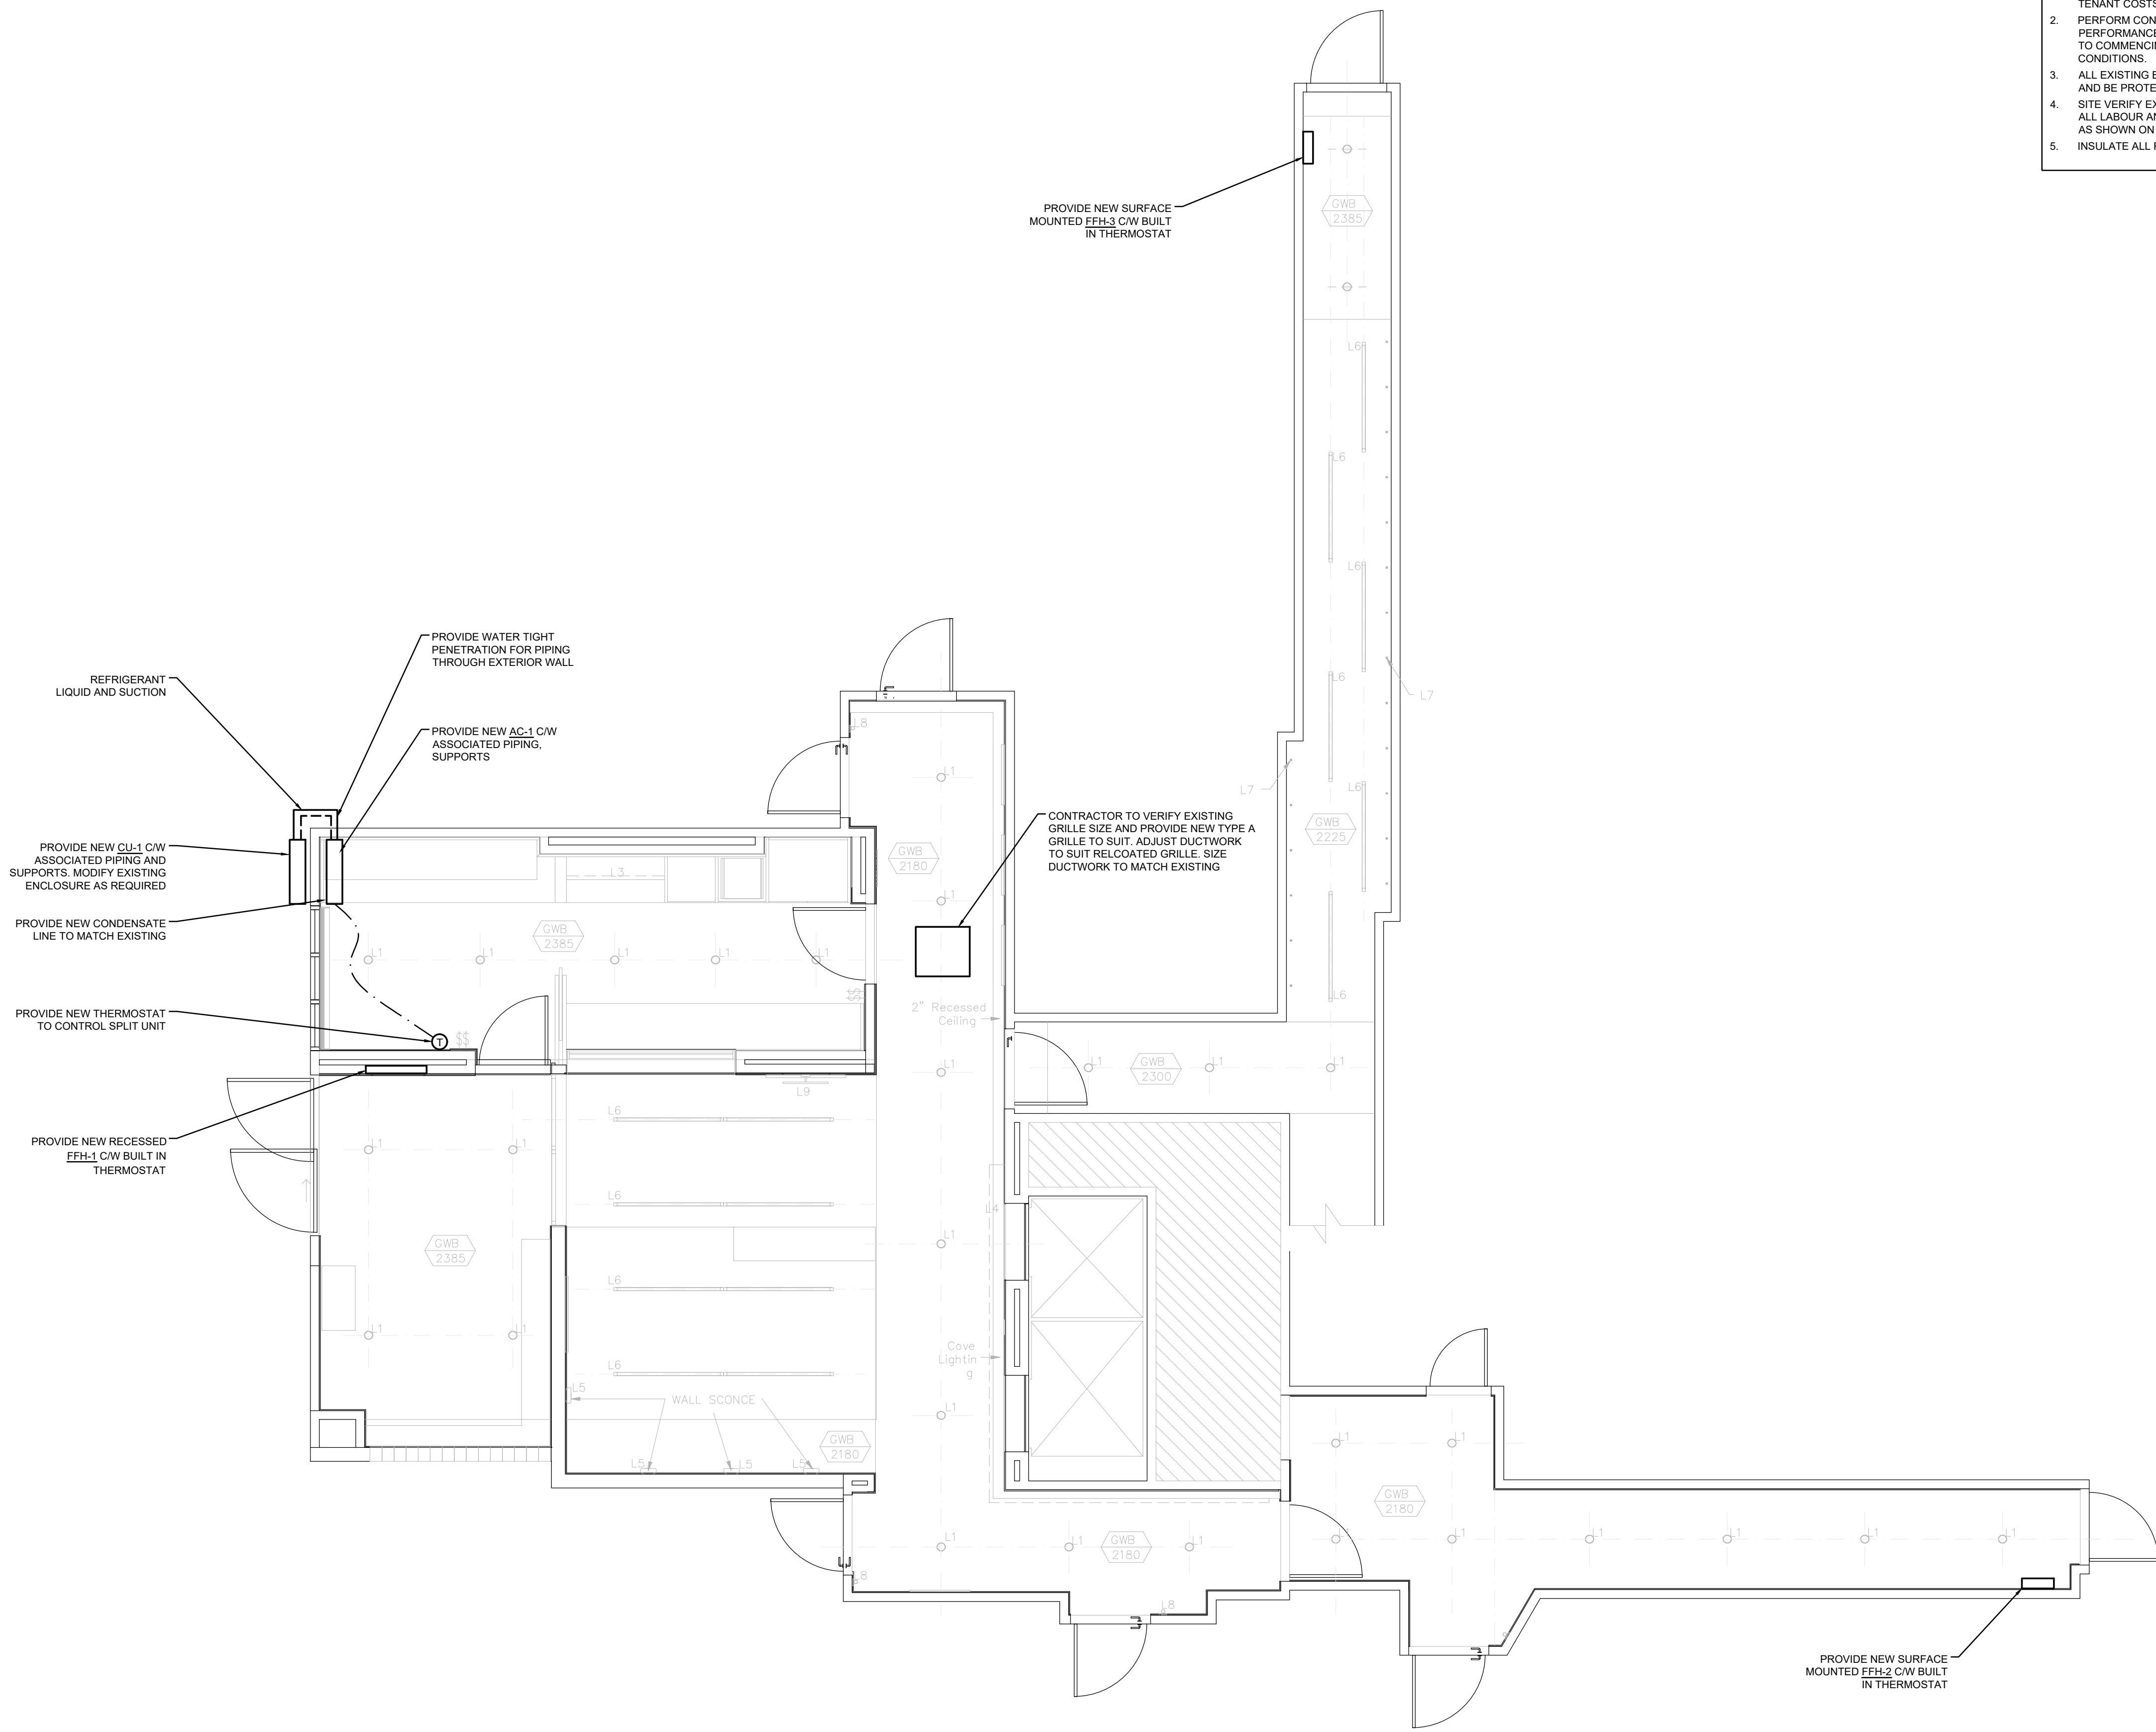 TENANT COSTS
2. PERFORM CON
PERFORMANCE
TO COMMENCI
CONDITIONS.
3. ALL EXISTING E
AND BE PROTE
4. SITE VERIFY EX
ALL LABOUR AN
AS SHOWN ON
5. INSULATE ALL
PROVIDE NEW SURFACE
MOUNTED FFH-3 C/W BUILT
IN THERMOSTAT
GWB
2385
L6
L6
L6
L6
L6
L6
L7
L7
GWB
2225
PROVIDE WATER TIGHT
PENETRATION FOR PIPING
THROUGH EXTERIOR WALL
REFRIGERANT
LIQUID AND SUCTION
PROVIDE NEW AC-1 C/W
ASSOCIATED PIPING,
SUPPORTS
PROVIDE NEW CU-1 C/W
ASSOCIATED PIPING AND
SUPPORTS. MODIFY EXISTING
ENCLOSURE AS REQUIRED
PROVIDE NEW CONDENSATE
LINE TO MATCH EXISTING
PROVIDE NEW THERMOSTAT
TO CONTROL SPLIT UNIT
PROVIDE NEW RECESSED
FFH-1 C/W BUILT IN
THERMOSTAT
L8
L1
CONTRACTOR TO VERIFY EXISTING
GRILLE SIZE AND PROVIDE NEW TYPE A
GRILLE TO SUIT. ADJUST DUCTWORK
TO SUIT RELCOATED GRILLE. SIZE
DUCTWORK TO MATCH EXISTING
GWB
2180
L3
L1
GWB
2385
L1 L1 L1 L1 L1
$$
2" Recessed
Ceiling
T
$$
L1
GWB
2300
L1 L1 L1
L9
L6
L1 L1
L6
L4
GWB
2385
L1
L6
L1 L1
Cove
Lightin
g
L6
L5
WALL SCONCE
L1
GWB
2180
L5 L5 L5
L1 L1
GWB
2180
L1 L1 L1
GWB
2180
L1 L1 L1 L1 L1 L1
L8
L8
PROVIDE NEW SURFACE
MOUNTED FFH-2 C/W BUILT
IN THERMOSTAT